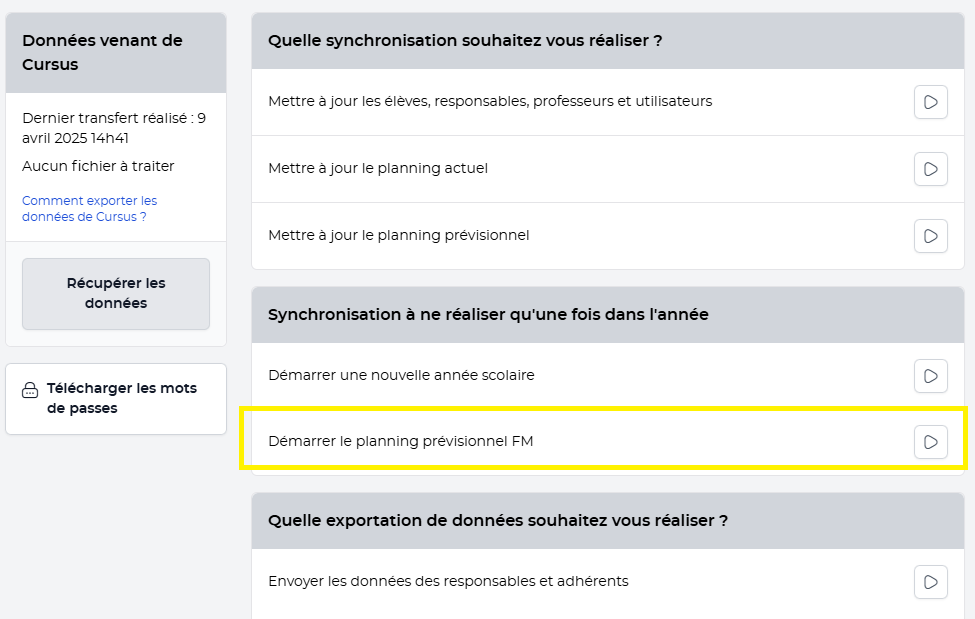 Données venant de
Cursus
Dernier transfert réalisé : 9
avril 2025 14h41
Aucun fichier à traiter
Comment exporter les
données de Cursus ?
Récupérer les
données
Télécharger les mots
de passes
Quelle synchronisation souhaitez vous réaliser ?
Mettre à jour les élèves, responsables, professeurs et utilisateurs
Mettre à jour le planning actuel
Mettre à jour le planning prévisionnel
Synchronisation à ne réaliser qu'une fois dans l'année
Démarrer une nouvelle année scolaire
Démarrer le planning prévisionnel FM
Quelle exportation de données souhaitez vous réaliser ?
Envoyer les données des responsables et adhérents